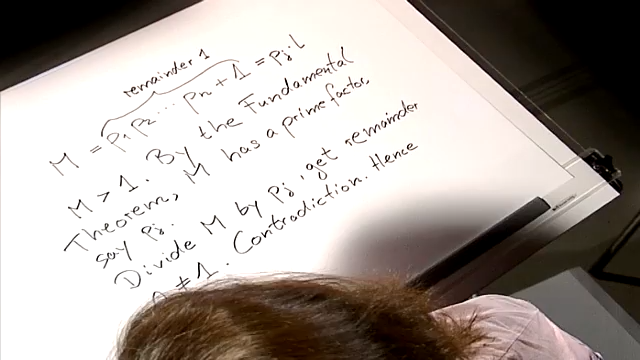 remainder 1
M = p₁p₂ ... pₙ + 1 = pⱼ · l
M > 1. By the Fundamental
Theorem, M has a prime factor,
say pⱼ.
Divide M by pⱼ, get remainder
0 ≠ 1. Contradiction. Hence